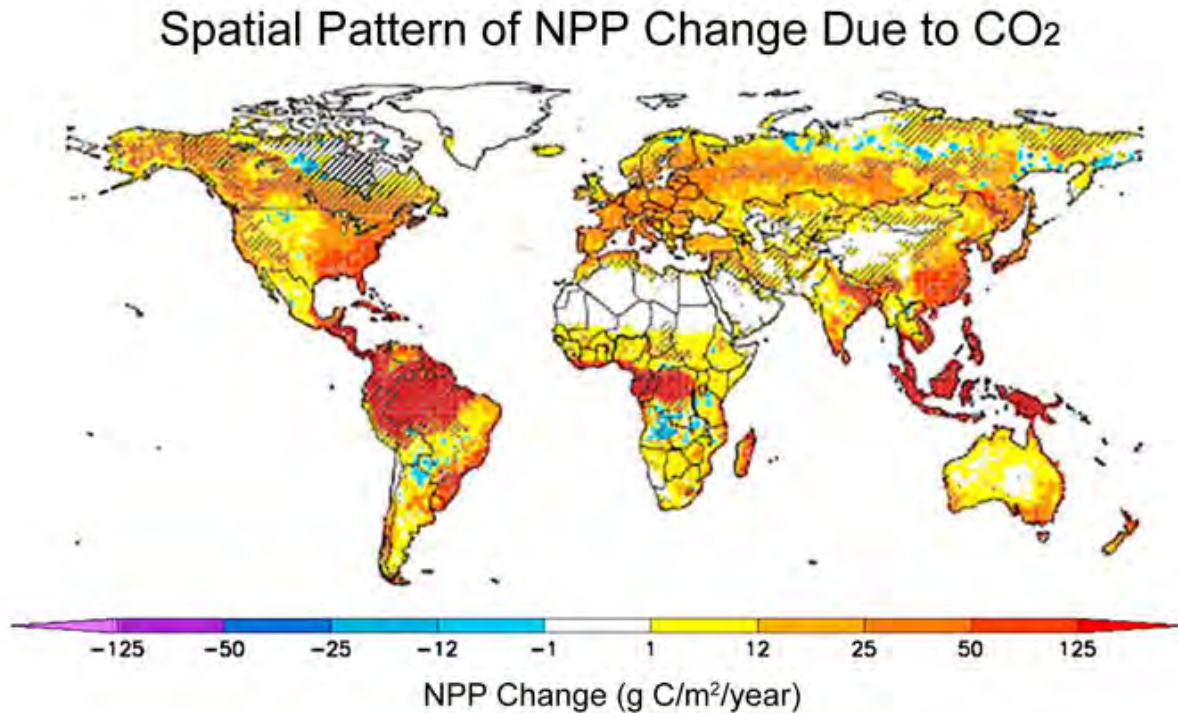 Spatial Pattern of NPP Change Due to CO₂
−125 −50 −25 −12 −1 1 12 25 50 125
NPP Change (g C/m²/year)